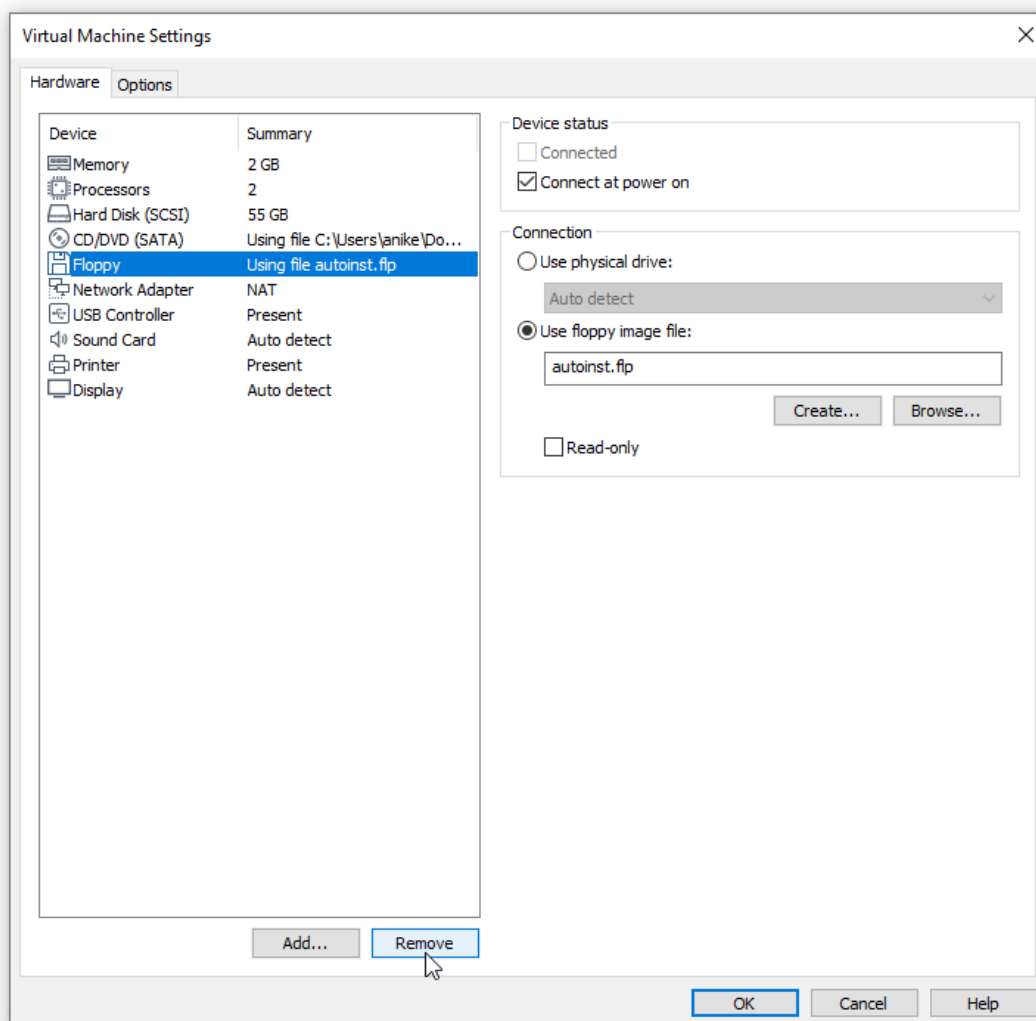 Virtual Machine Settings
Hardware
Options
Device Summary
Memory 2 GB
Processors 2
Hard Disk (SCSI) 55 GB
CD/DVD (SATA) Using file C:\Users\anike\Do...
Floppy Using file autoinst.flp
Network Adapter NAT
USB Controller Present
Sound Card Auto detect
Printer Present
Display Auto detect
Add...
Remove
Device status
Connected
Connect at power on
Connection
Use physical drive:
Auto detect
Use floppy image file:
autoinst.flp
Create...
Browse...
Read-only
OK
Cancel
Help